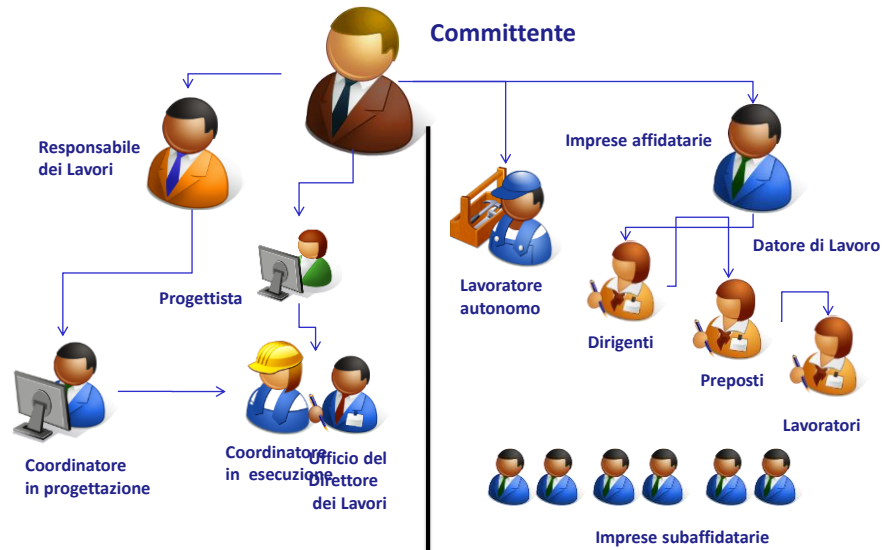 Committente
Responsabile
dei Lavori
Imprese affidatarie
Datore di Lavoro
Progettista
Lavoratore
autonomo
Dirigenti
Preposti
Lavoratori
Coordinatore
in progettazione
Coordinatore
in esecuzione
Ufficio del
Direttore
dei Lavori
Imprese subaffidatarie